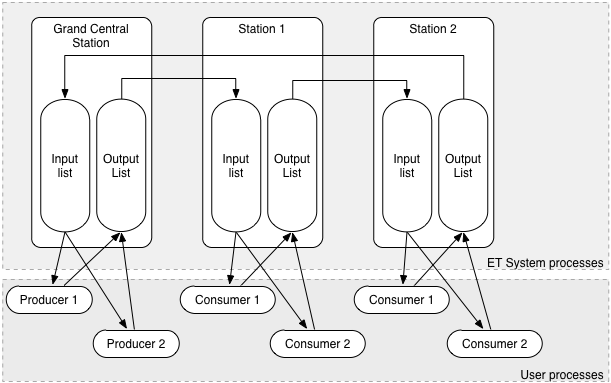 Grand Central
Station
Station 1
Station 2
Input
list
Output
List
Input
list
Output
List
Input
list
Output
List
ET System processes
Producer 1
Consumer 1
Consumer 1
Producer 2
Consumer 2
Consumer 2
User processes